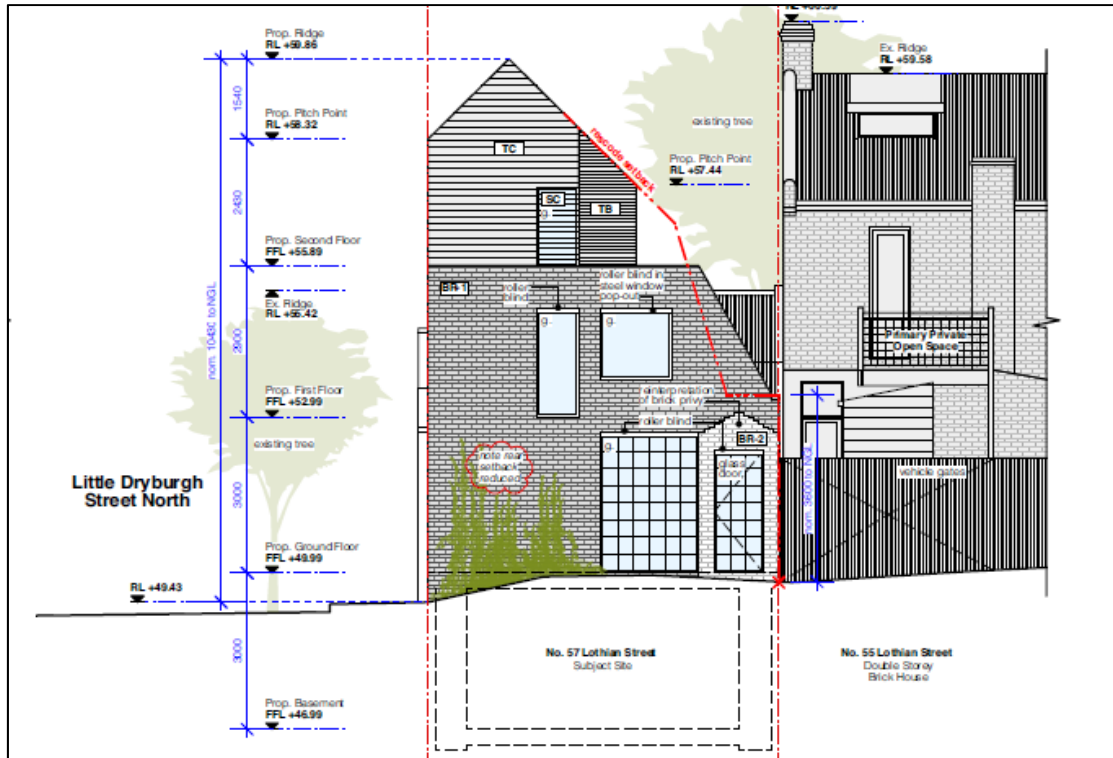 Prop. Ridge
RL +59.86
1540
Prop. Pitch Point
RL +58.32
2430
Prop. Second Floor
FFL +55.89
Ex. Ridge
RL +55.42
nom. 10430 to NGL
2900
Prop. First Floor
FFL +52.99
existing tree
Little Dryburgh
Street North
3000
Prop. Ground Floor
FFL +49.99
RL +49.43
3000
Prop. Basement
FFL +46.99
TC
SC
g.
TB
rescode setback
existing tree
Prop. Pitch Point
RL +57.44
BR-1
roller
blind
roller blind in
steel window
pop-out
g.
g.
reinterpretation
of brick privy
roller blind
BR-2
g.
glass
door
note rear
setback
reduced
nom. 3600 to NGL
Ex. Ridge
RL +59.58
Primary Private
Open Space
vehicle gates
No. 57 Lothian Street
Subject Site
No. 55 Lothian Street
Double Storey
Brick House